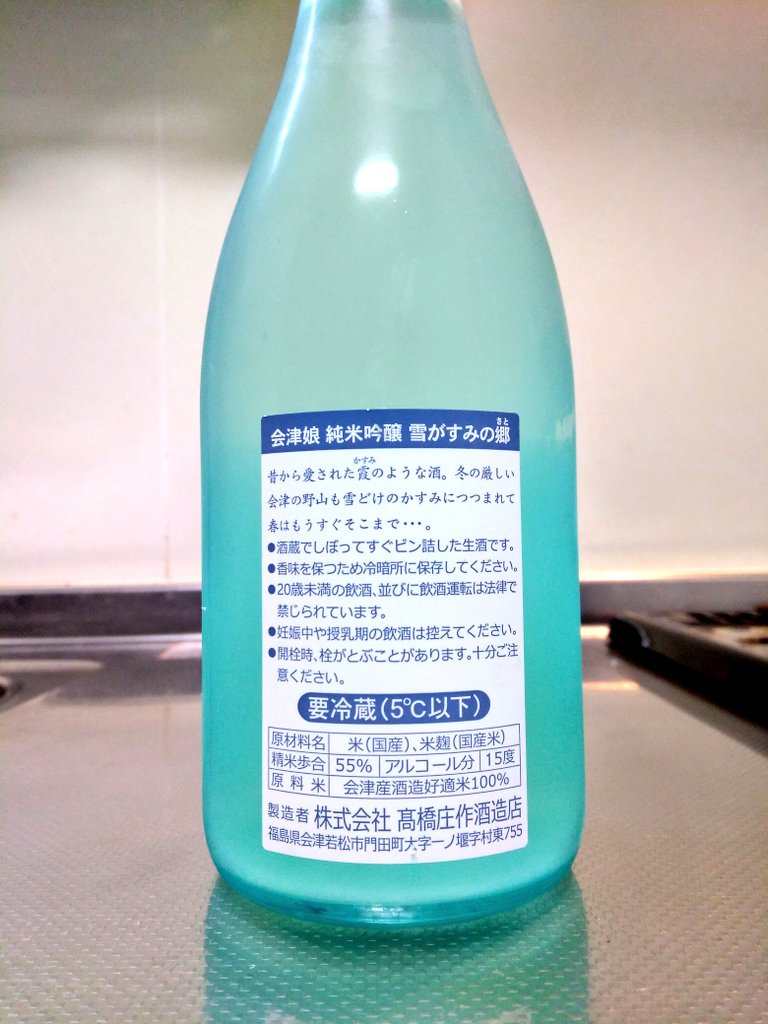 会津娘 純米吟醸 雪がすみの郷
さと
昔から愛された霞のような酒。冬の厳しい
かすみ
会津の野山も雪どけのかすみにつつまれて
春はもうすぐそこまで・・・。
●酒蔵でしぼってすぐビン詰した生酒です。
●香味を保つため冷暗所に保存してください。
●20歳未満の飲酒、並びに飲酒運転は法律で
禁じられています。
●妊娠中や授乳期の飲酒は控えてください。
●開栓時、栓がとぶことがあります。十分ご注
意ください。
要冷蔵(5℃以下)
原材料名 米(国産)、米麹(国産米)
精米歩合 55% アルコール分 15度
原料米 会津産酒造好適米100%
製造者 株式会社 髙橋庄作酒造店
福島県会津若松市門田町大字一ノ堰字村東755